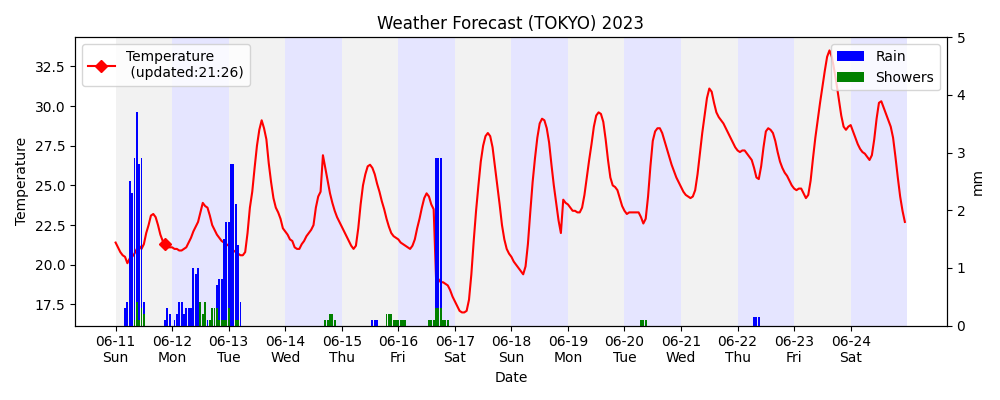 Weather Forecast (TOKYO) 2023
Temperature
(updated:21:26)
Rain
Showers
Temperature
32.5
30.0
27.5
25.0
22.5
20.0
17.5
5
4
3
2
1
0
mm
06-11 06-12 06-13 06-14 06-15 06-16 06-17 06-18 06-19 06-20 06-21 06-22 06-23 06-24
Sun Mon Tue Wed Thu Fri Sat Sun Mon Tue Wed Thu Fri Sat
Date